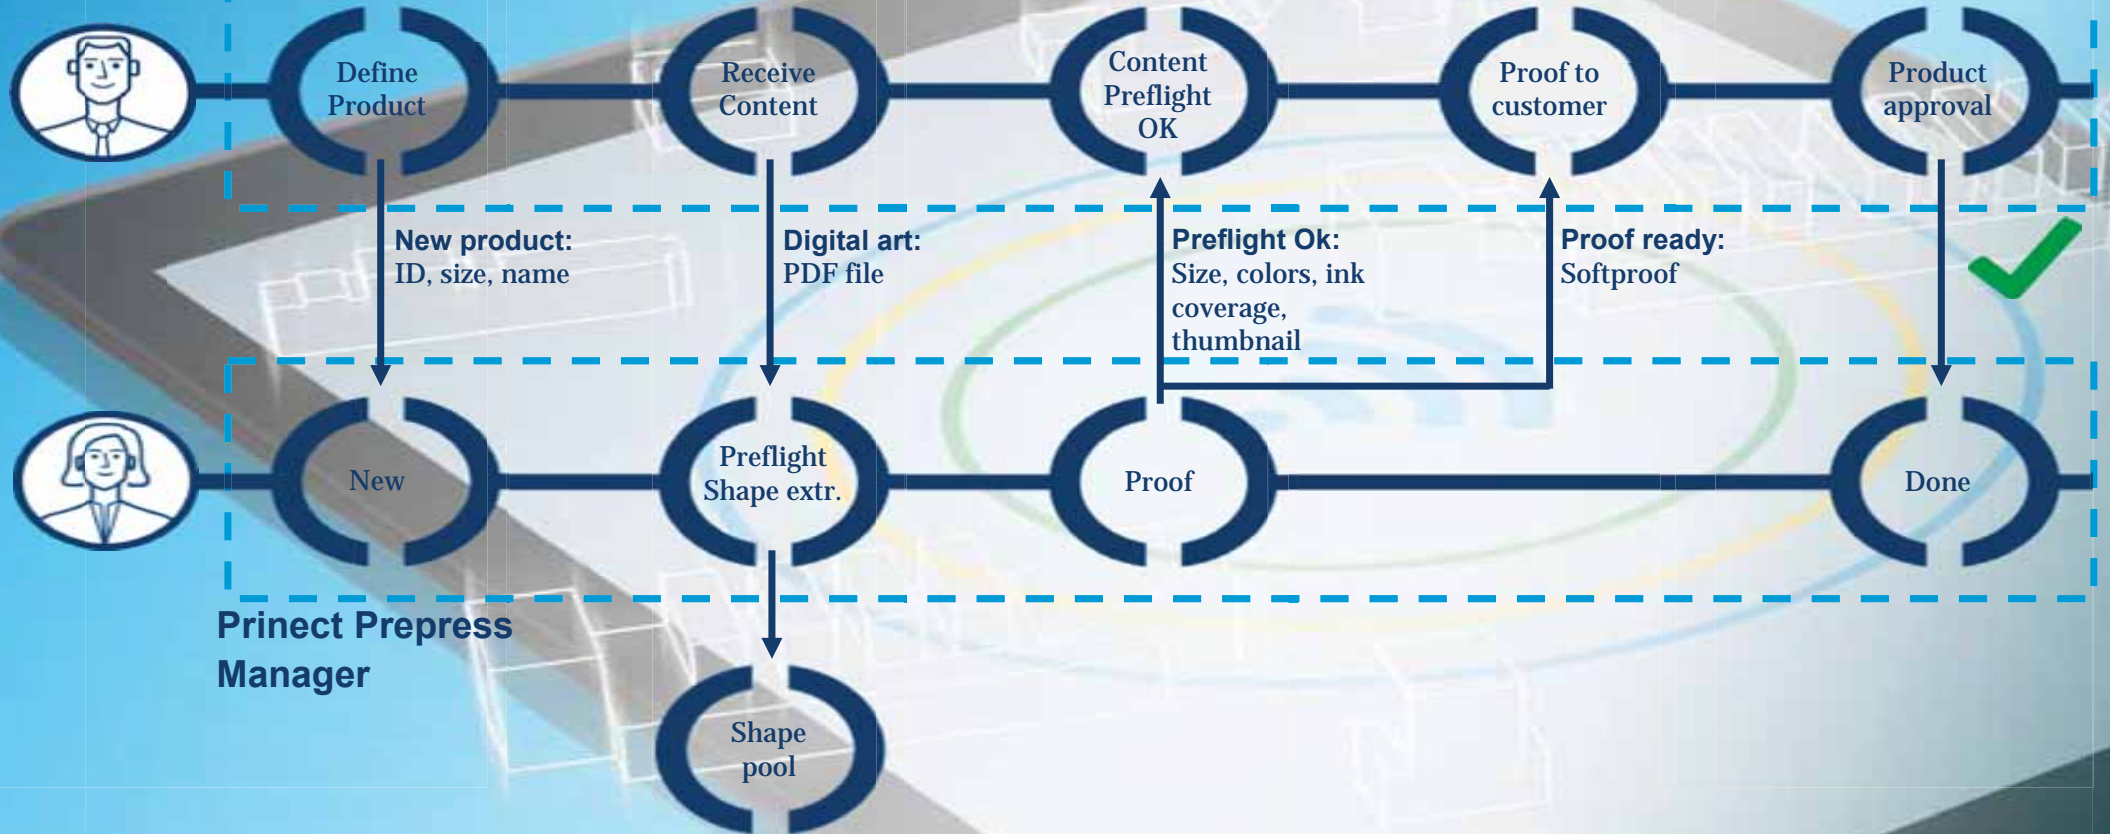 Define
Product
Receive
Content
Content
Preflight
OK
Proof to
customer
Product
approval
New product:
ID, size, name
Digital art:
PDF file
Preflight Ok:
Size, colors, ink
coverage,
thumbnail
Proof ready:
Softproof
New
Preflight
Shape extr.
Proof
Done
Prinect Prepress
Manager
Shape
pool